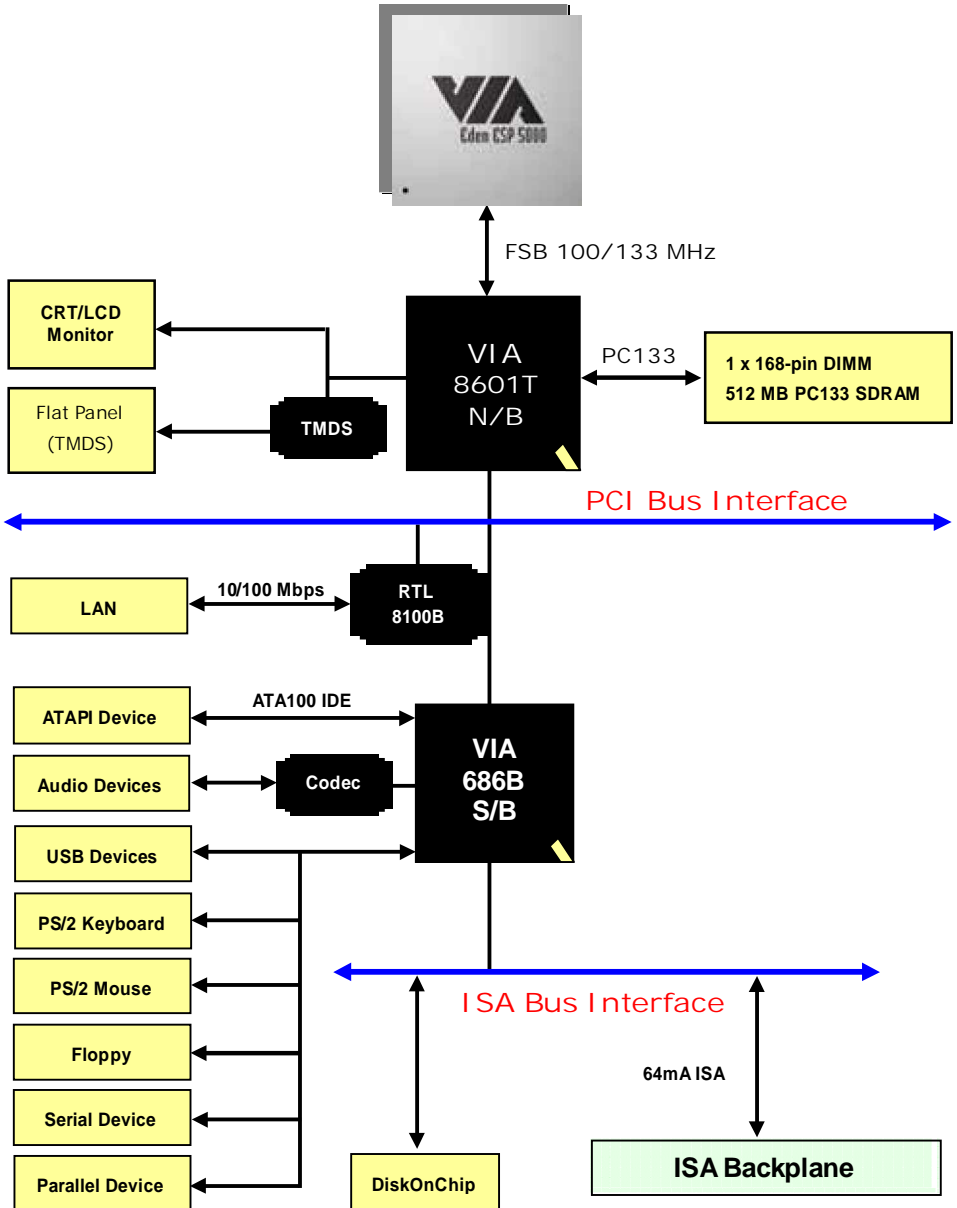 VIA
Eden ESP 5000
FSB 100/133 MHz
CRT/LCD
Monitor
VIA
8601T
N/B
PC133
1 x 168-pin DIMM
512 MB PC133 SDRAM
Flat Panel
(TMDS)
TMDS
PCI Bus Interface
LAN
10/100 Mbps
RTL
8100B
ATAPI Device
ATA100 IDE
VIA
686B
S/B
Audio Devices
Codec
USB Devices
PS/2 Keyboard
PS/2 Mouse
ISA Bus Interface
Floppy
64mA ISA
Serial Device
Parallel Device
DiskOnChip
ISA Backplane